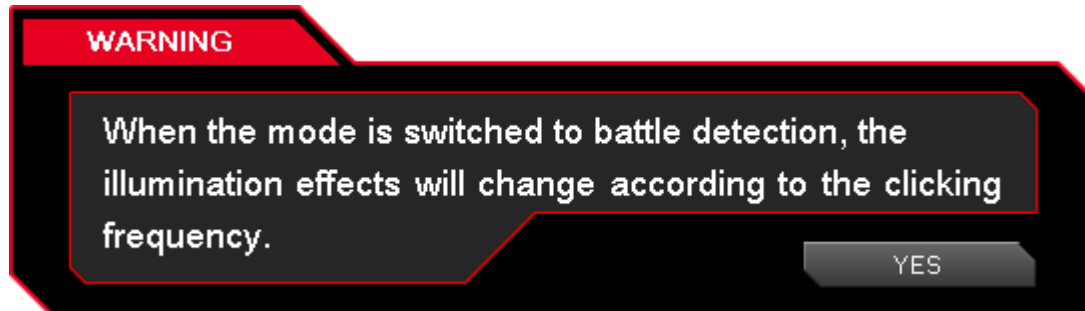 WARNING
When the mode is switched to battle detection, the
illumination effects will change according to the clicking
frequency.
YES